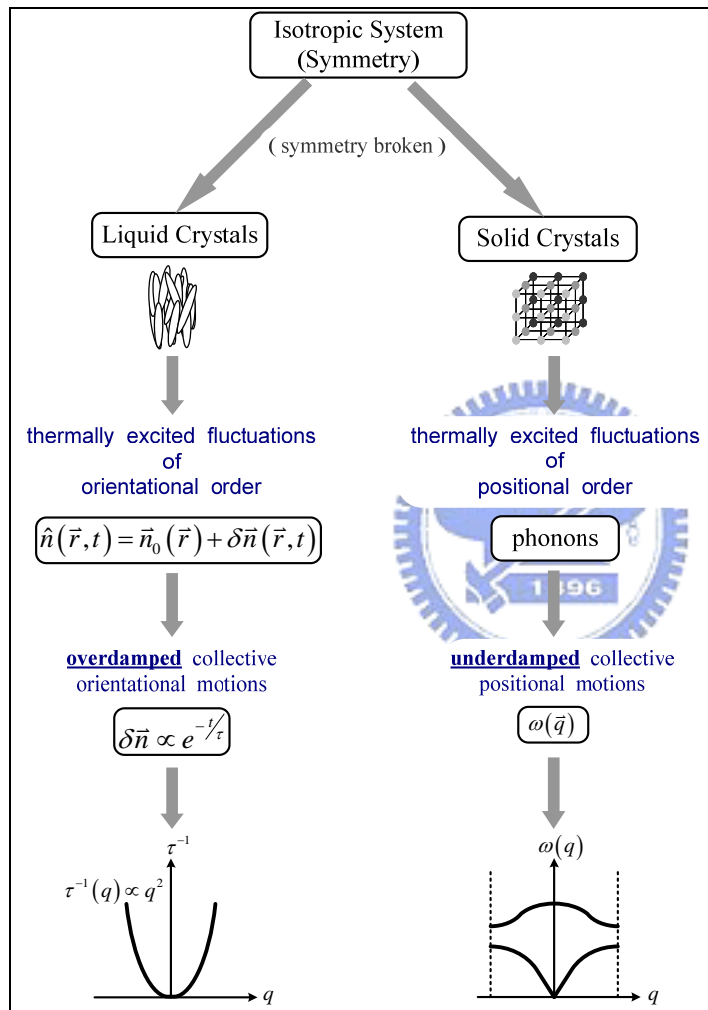 Isotropic System
(Symmetry)
( symmetry broken )
Liquid Crystals
Solid Crystals
thermally excited fluctuations
of
orientational order
thermally excited fluctuations
of
positional order
n̂(r⃗,t) = n⃗₀(r⃗) + δn⃗(r⃗,t)
phonons
1896
overdamped collective
orientational motions
underdamped collective
positional motions
δn⃗ ∝ e^(-t/τ)
ω(q⃗)
τ⁻¹
τ⁻¹(q) ∝ q²
q
ω(q)
q